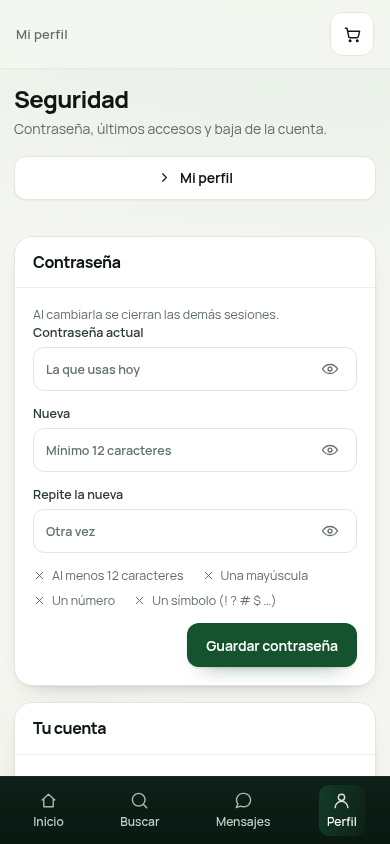 Mi perfil
Seguridad
Contraseña, últimos accesos y baja de la cuenta.
Mi perfil
Contraseña
Al cambiarla se cierran las demás sesiones.
Contraseña actual
La que usas hoy
Nueva
Mínimo 12 caracteres
Repite la nueva
Otra vez
Al menos 12 caracteres Una mayúscula
Un número Un símbolo (! ? # $ …)
Guardar contraseña
Tu cuenta
Inicio Buscar Mensajes Perfil